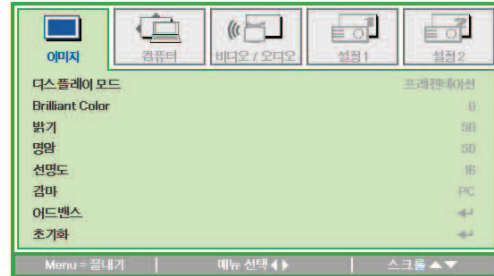 이미지 컴퓨터 비디오 / 오디오 설정1 설정2
디스플레이 모드 프리젠테이션
Brilliant Color 0
밝기 50
명암 50
선명도 16
감마 PC
어드밴스
초기화
Menu = 끝내기 메뉴 선택◀▶ 스크롤▲▼